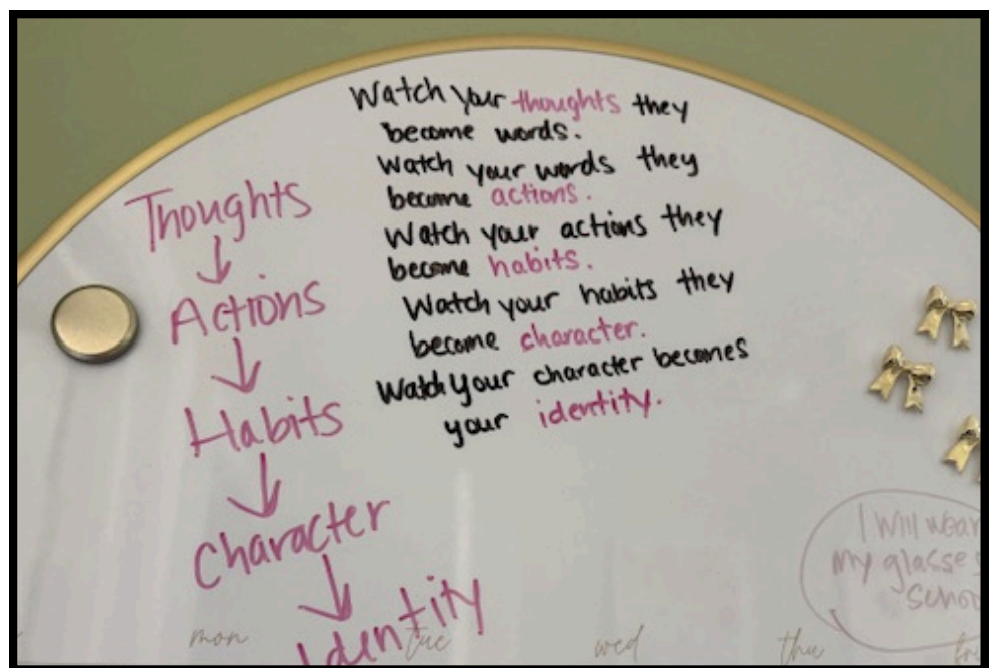 Watch your thoughts they
become words.
Watch your words they
become actions.
Watch your actions they
become habits.
Watch your habits they
become character.
Watch your character becomes
your identity.
Thoughts
Actions
Habits
Character
Identity
I will wear
my glasses
mon tue wed thu